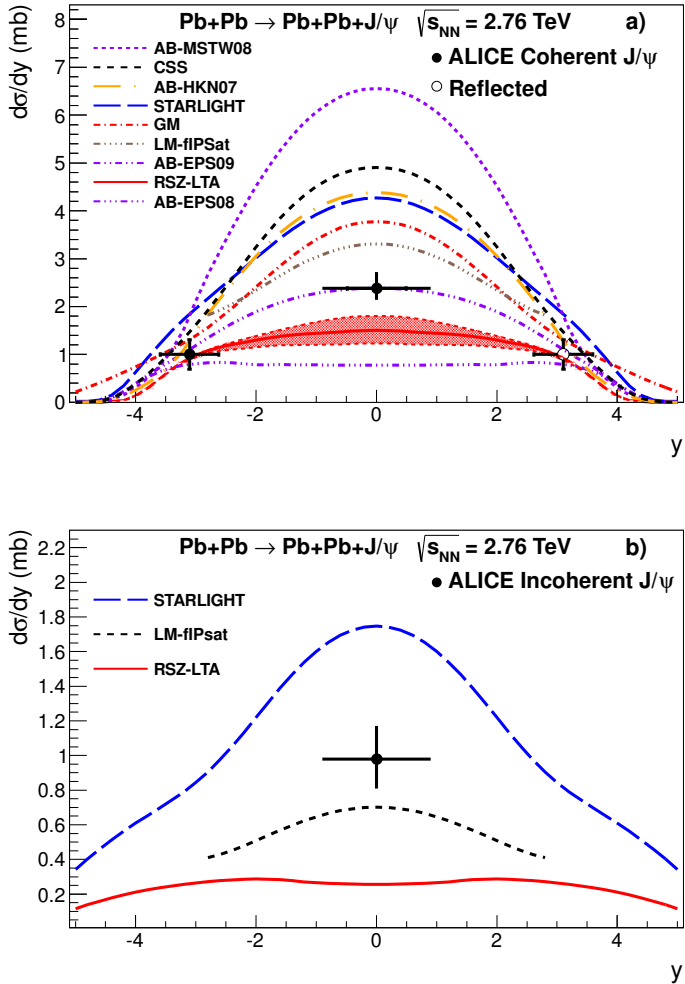 Pb+Pb → Pb+Pb+J/ψ √sNN = 2.76 TeV a)
AB-MSTW08
CSS
AB-HKN07
STARLIGHT
GM
LM-fIPSat
AB-EPS09
RSZ-LTA
AB-EPS08
ALICE Coherent J/ψ
Reflected
dσ/dy (mb)
8
7
6
5
4
3
2
1
0
-4 -2 0 2 4
y
Pb+Pb → Pb+Pb+J/ψ √sNN = 2.76 TeV b)
ALICE Incoherent J/ψ
STARLIGHT
LM-fIPsat
RSZ-LTA
dσ/dy (mb)
2.2
2
1.8
1.6
1.4
1.2
1
0.8
0.6
0.4
0.2
-4 -2 0 2 4
y